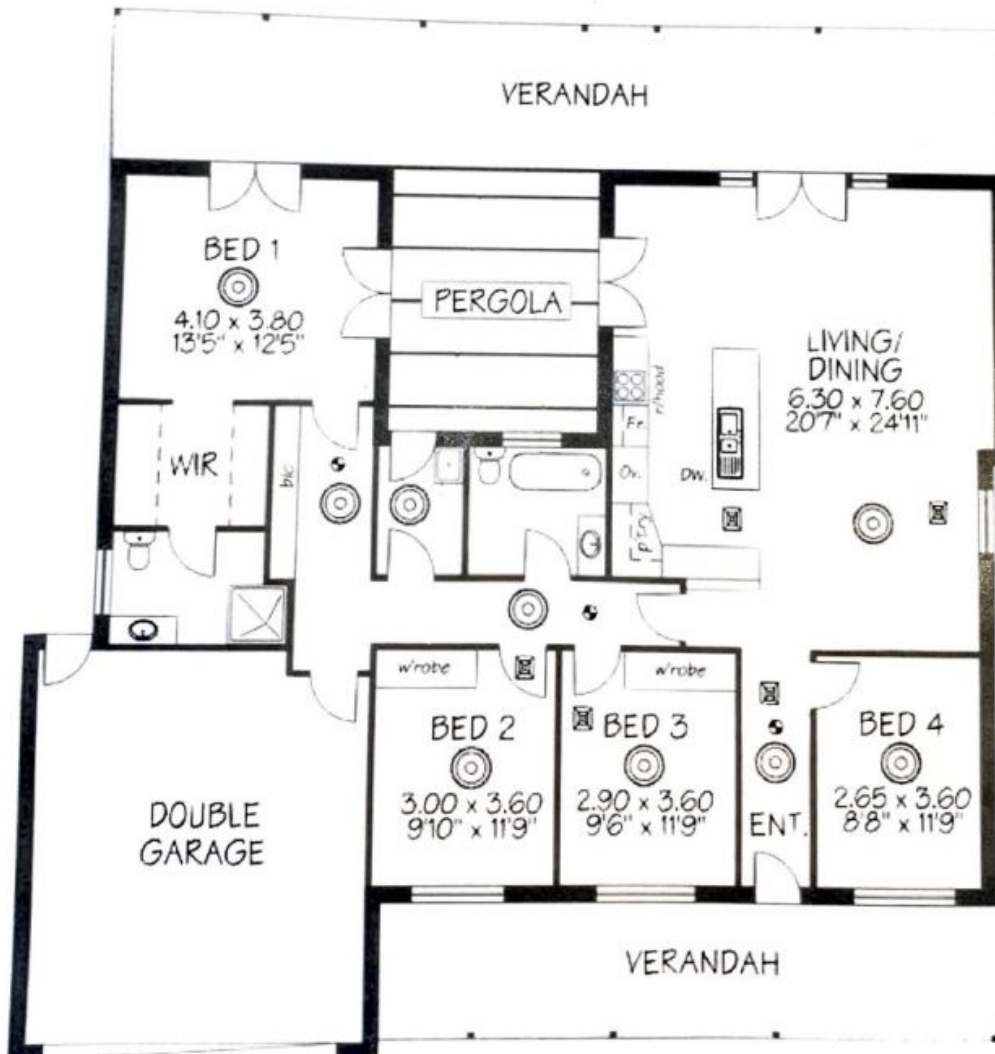 VERANDAH
BED 1
4.10 x 3.80
13'5" x 12'5"
PERGOLA
LIVING/
DINING
6.30 x 7.60
20'7" x 24'11"
r/hood
Fr.
Ov.
DW.
p'try
WIR
blc
w'robe
w'robe
BED 2
3.00 x 3.60
9'10" x 11'9"
BED 3
2.90 x 3.60
9'6" x 11'9"
BED 4
2.65 x 3.60
8'8" x 11'9"
ENT.
DOUBLE
GARAGE
VERANDAH